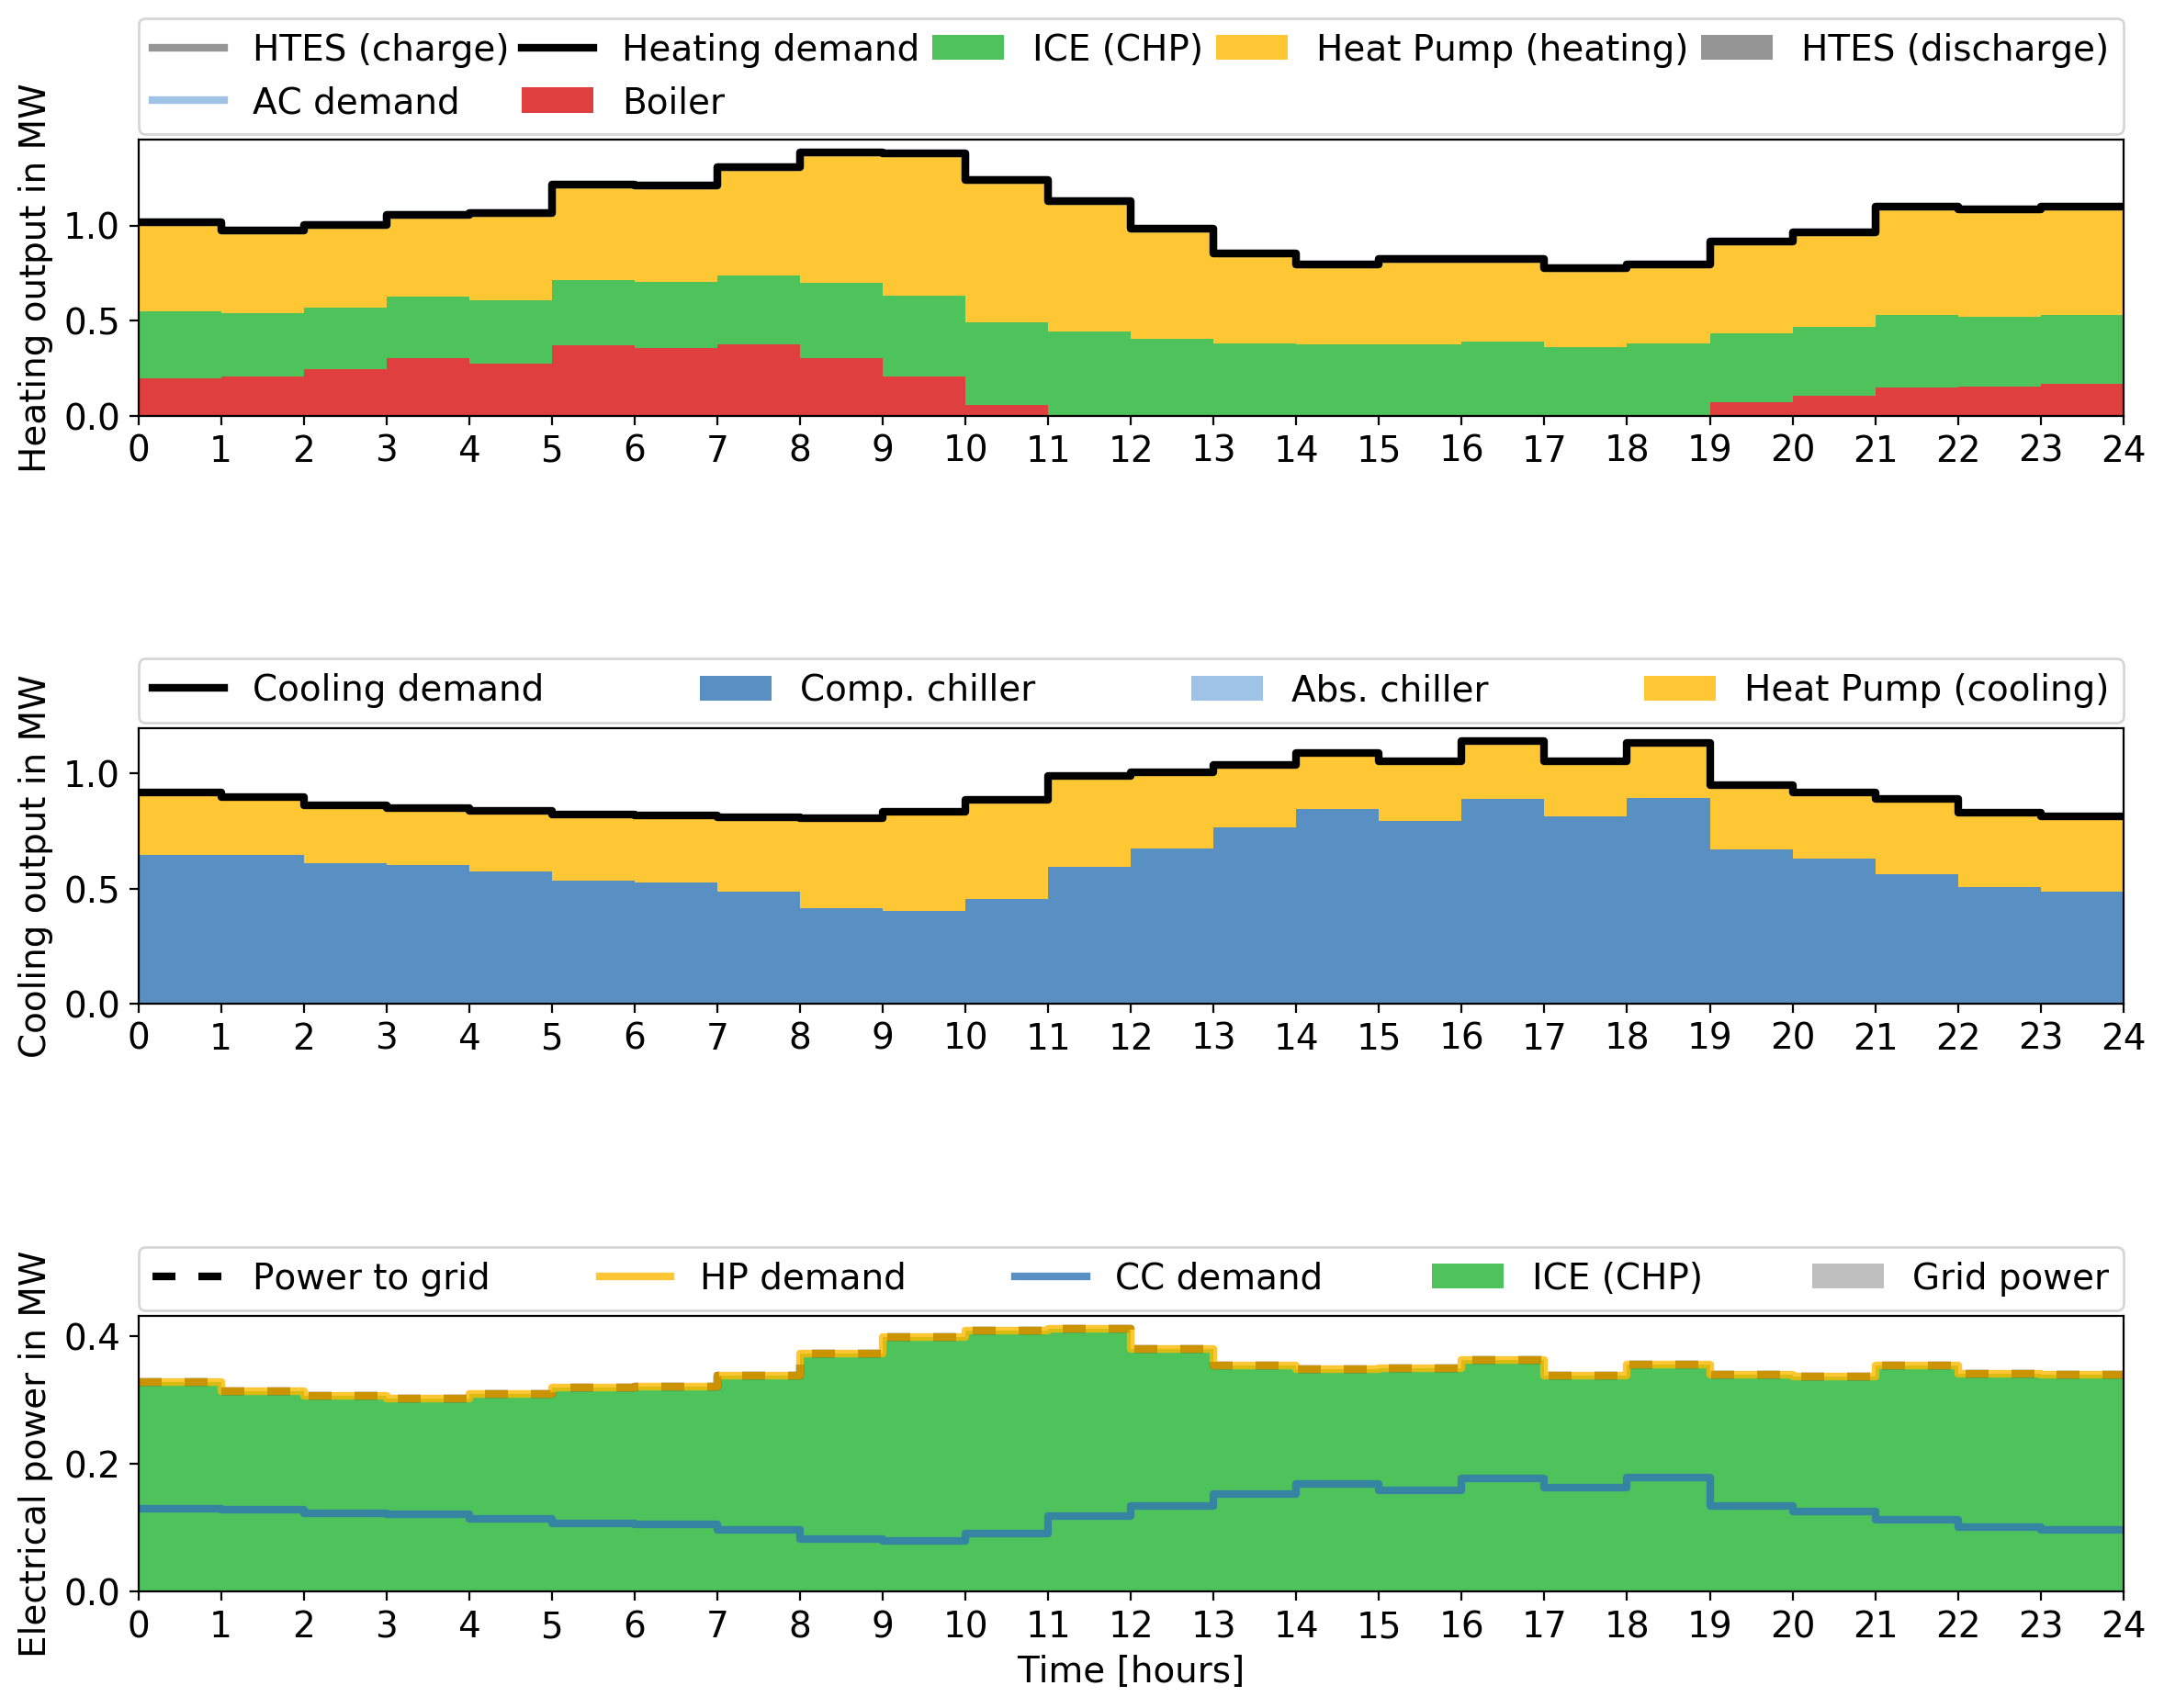 HTES (charge) Heating demand ICE (CHP) Heat Pump (heating) HTES (discharge)
AC demand Boiler
Heating output in MW
1.0
0.5
0.0
0 1 2 3 4 5 6 7 8 9 10 11 12 13 14 15 16 17 18 19 20 21 22 23 24
Cooling demand Comp. chiller Abs. chiller Heat Pump (cooling)
Cooling output in MW
1.0
0.5
0.0
0 1 2 3 4 5 6 7 8 9 10 11 12 13 14 15 16 17 18 19 20 21 22 23 24
Power to grid HP demand CC demand ICE (CHP) Grid power
Electrical power in MW
0.4
0.2
0.0
0 1 2 3 4 5 6 7 8 9 10 11 12 13 14 15 16 17 18 19 20 21 22 23 24
Time [hours]